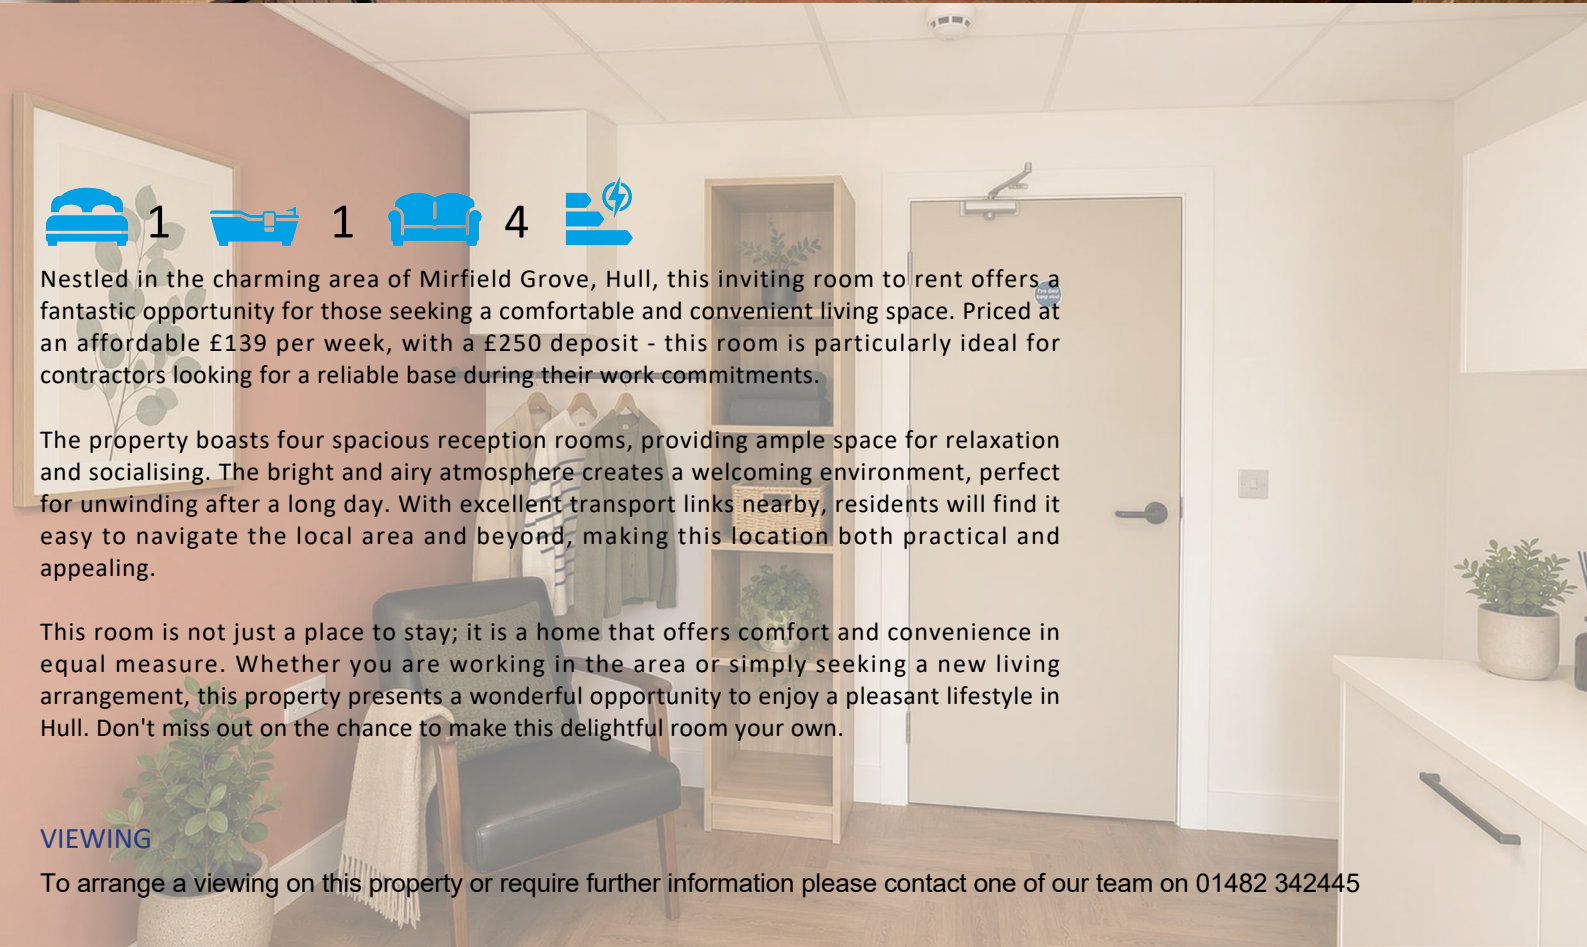 1 1 4
Nestled in the charming area of Mirfield Grove, Hull, this inviting room to rent offers a
fantastic opportunity for those seeking a comfortable and convenient living space. Priced at
an affordable £139 per week, with a £250 deposit - this room is particularly ideal for
contractors looking for a reliable base during their work commitments.
The property boasts four spacious reception rooms, providing ample space for relaxation
and socialising. The bright and airy atmosphere creates a welcoming environment, perfect
for unwinding after a long day. With excellent transport links nearby, residents will find it
easy to navigate the local area and beyond, making this location both practical and
appealing.
This room is not just a place to stay; it is a home that offers comfort and convenience in
equal measure. Whether you are working in the area or simply seeking a new living
arrangement, this property presents a wonderful opportunity to enjoy a pleasant lifestyle in
Hull. Don't miss out on the chance to make this delightful room your own.
VIEWING
To arrange a viewing on this property or require further information please contact one of our team on 01482 342445